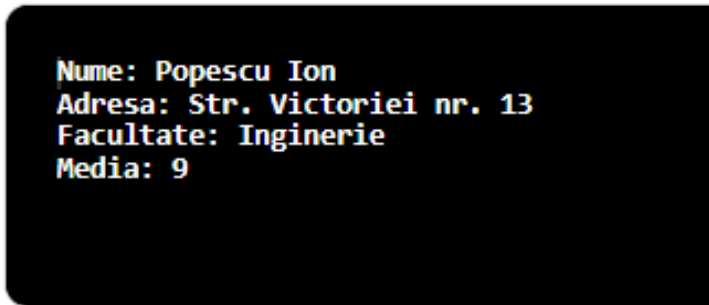 Nume: Popescu Ion
Adresa: Str. Victoriei nr. 13
Facultate: Inginerie
Media: 9